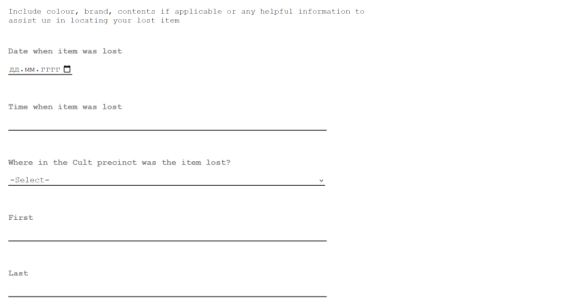 Include colour, brand, contents if applicable or any helpful information to
assist us in locating your lost item
Date when item was lost
дд.мм.гггг
Time when item was lost
Where in the Cult precinct was the item lost?
-Select-
First
Last